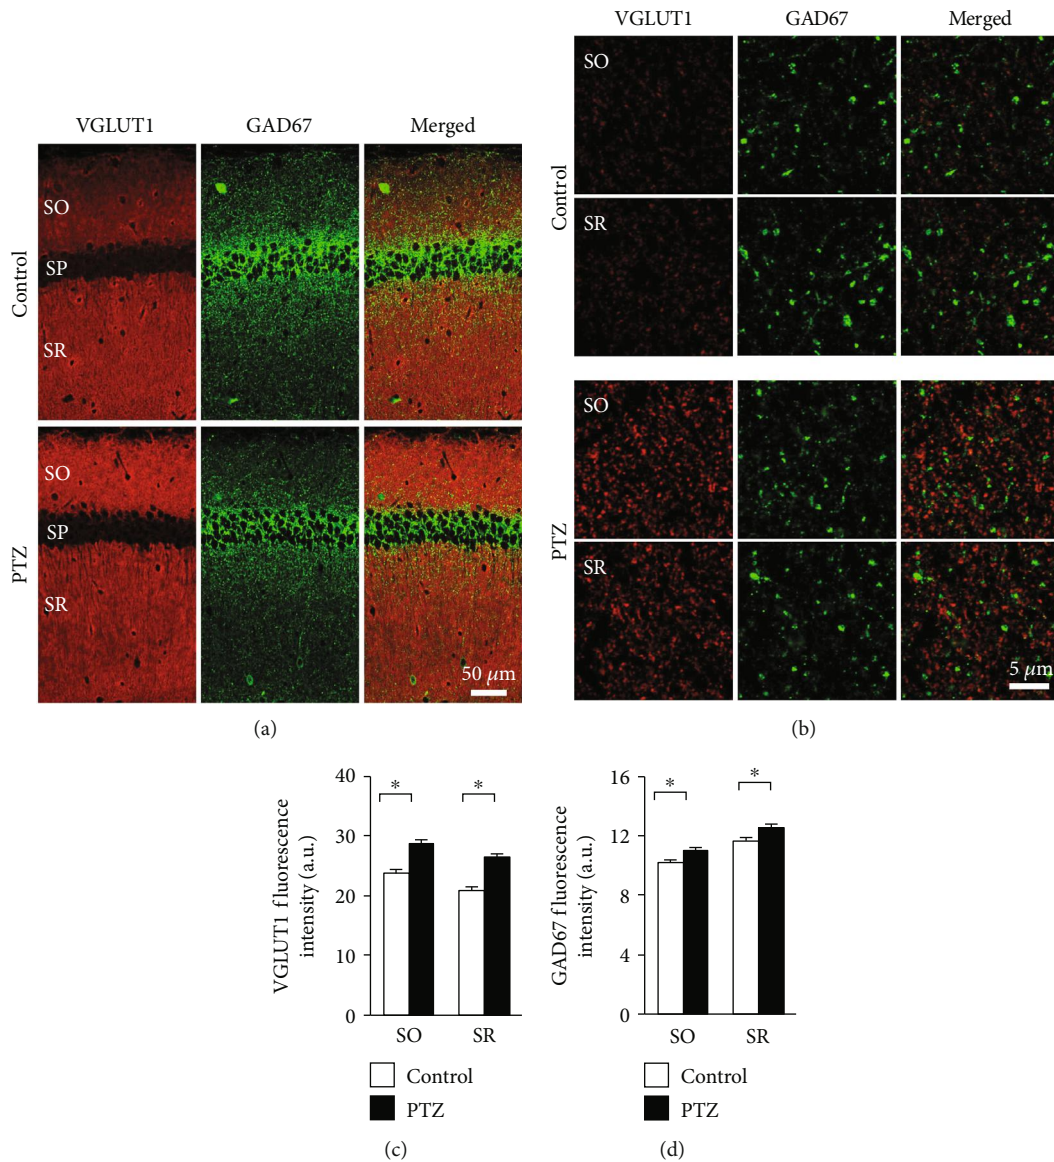 VGLUT1 GAD67 Merged
Control
SO
SP
SR
PTZ
SO
SP
SR
50 μm
(a)
VGLUT1 GAD67 Merged
Control
SO
SR
PTZ
SO
SR
5 μm
(b)
VGLUT1 fluorescence
intensity (a.u.)
40
30
20
10
0
* *
SO SR
Control
PTZ
(c)
GAD67 fluorescence
intensity (a.u.)
16
12
8
4
0
* *
SO SR
Control
PTZ
(d)